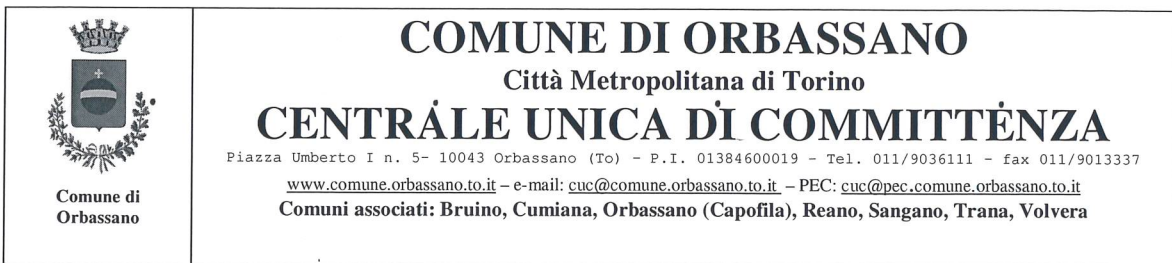 COMUNE DI ORBASSANO
Città Metropolitana di Torino
CENTRALE UNICA DI COMMITTENZA
Piazza Umberto I n. 5- 10043 Orbassano (To) - P.I. 01384600019 - Tel. 011/9036111 - fax 011/9013337
www.comune.orbassano.to.it – e-mail: cuc@comune.orbassano.to.it – PEC: cuc@pec.comune.orbassano.to.it
Comuni associati: Bruino, Cumiana, Orbassano (Capofila), Reano, Sangano, Trana, Volvera
Comune di
Orbassano